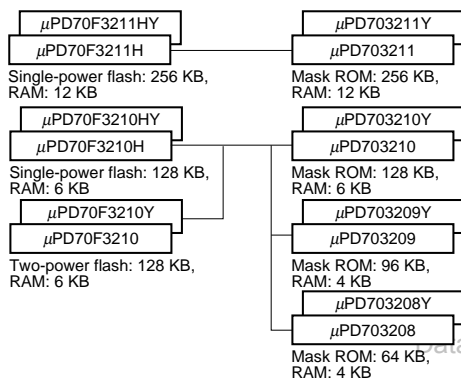 μPD70F3211HY
μPD70F3211H
Single-power flash: 256 KB,
RAM: 12 KB
μPD703211Y
μPD703211
Mask ROM: 256 KB,
RAM: 12 KB
μPD70F3210HY
μPD70F3210H
Single-power flash: 128 KB,
RAM: 6 KB
μPD703210Y
μPD703210
Mask ROM: 128 KB,
RAM: 6 KB
μPD70F3210Y
μPD70F3210
Two-power flash: 128 KB,
RAM: 6 KB
μPD703209Y
μPD703209
Mask ROM: 96 KB,
RAM: 4 KB
μPD703208Y
μPD703208
Mask ROM: 64 KB,
RAM: 4 KB